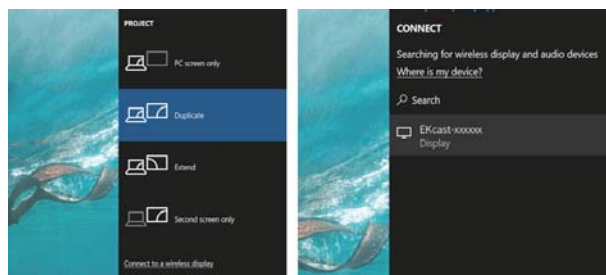 PROJECT
PC screen only
Duplicate
Extend
Second screen only
Connect to a wireless display
CONNECT
Searching for wireless display and audio devices
Where is my device?
Search
EKcast-xxxxxx
Display